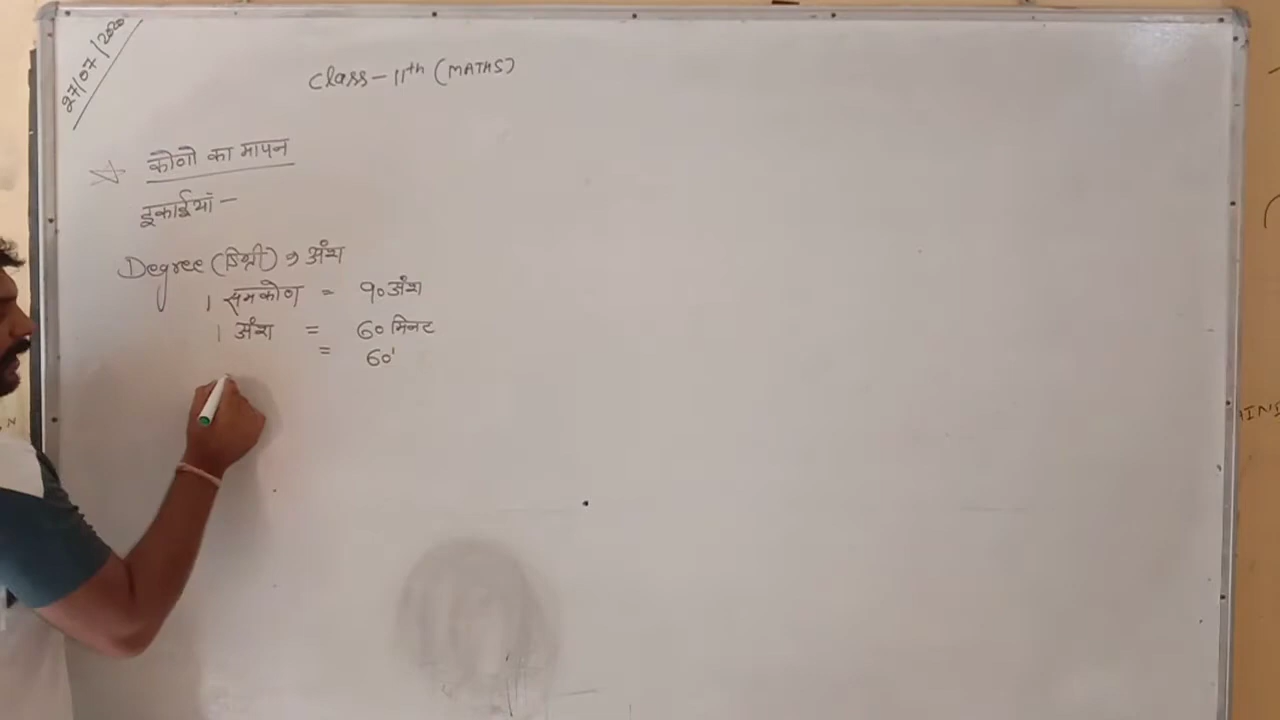 27/07/2020
Class-11th (MATHS)
कोणो का मापन
इकाईयां -
Degree (डिग्री) , अंश
1 समकोण = 90 अंश
1 अंश = 60 मिनट
= 60'